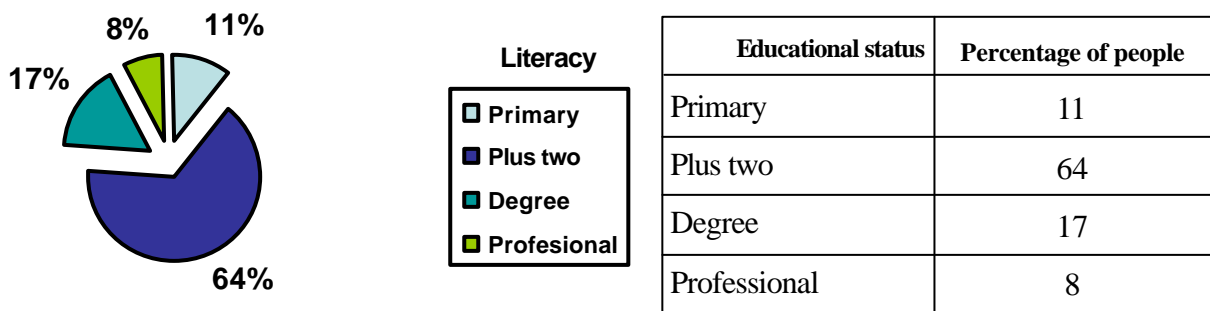 8%
11%
17%
64%
Literacy
Primary
Plus two
Degree
Profesional
Educational status Percentage of people
Primary 11
Plus two 64
Degree 17
Professional 8